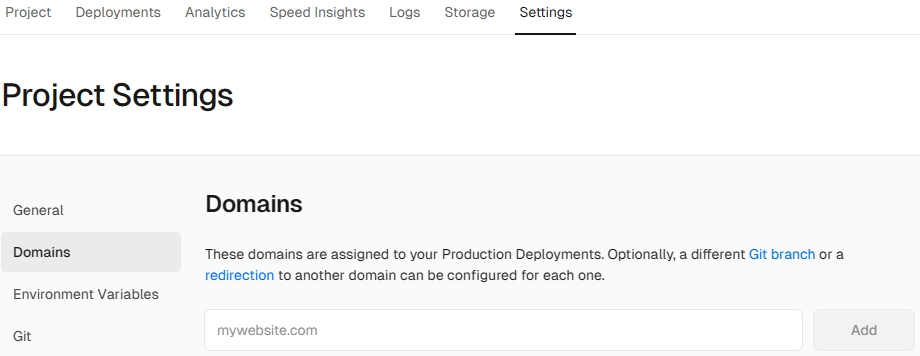 Project Deployments Analytics Speed Insights Logs Storage Settings
Project Settings
General
Domains
Environment Variables
Git
Domains
These domains are assigned to your Production Deployments. Optionally, a different Git branch or a
redirection to another domain can be configured for each one.
mywebsite.com
Add